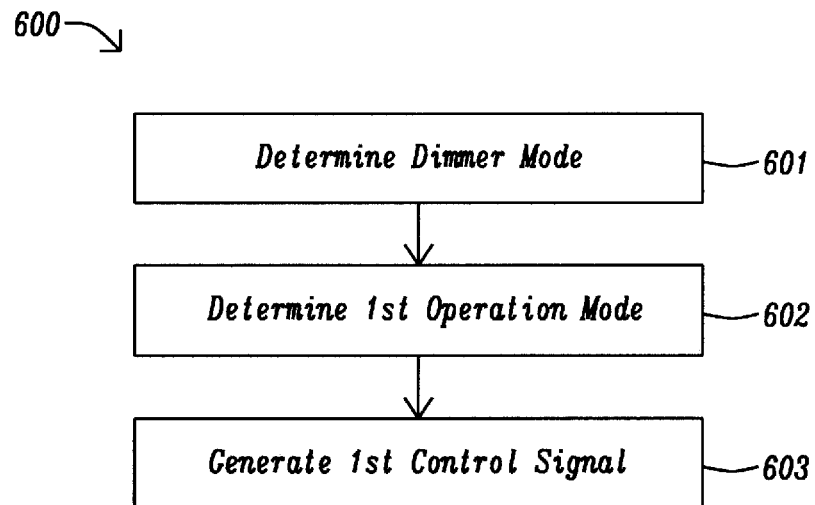 600
Determine Dimmer Mode
601
Determine 1st Operation Mode
602
Generate 1st Control Signal
603